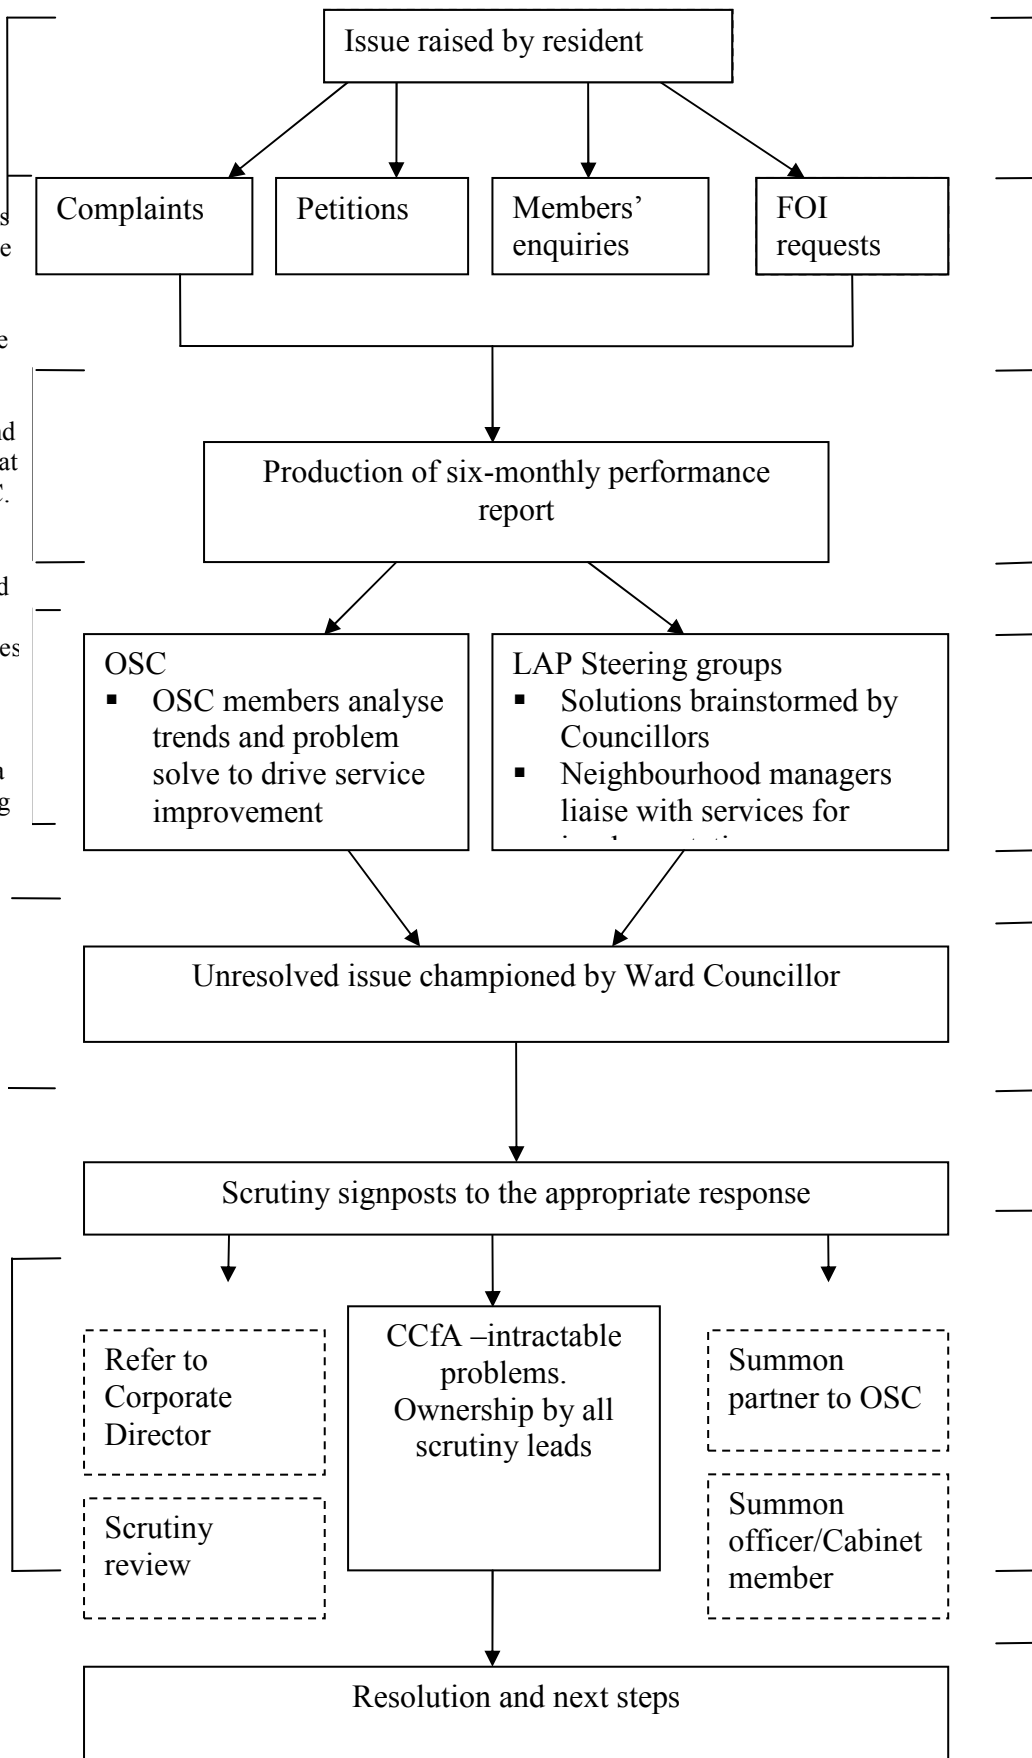 Issue raised by resident
Complaints
Petitions
Members’
enquiries
FOI
requests
Production of six-monthly performance
report
OSC
▪ OSC members analyse
trends and problem
solve to drive service
improvement
LAP Steering groups
▪ Solutions brainstormed by
Councillors
▪ Neighbourhood managers
liaise with services for
Unresolved issue championed by Ward Councillor
Scrutiny signposts to the appropriate response
Refer to
Corporate
Director
Scrutiny
review
CCfA –intractable
problems.
Ownership by all
scrutiny leads
Summon
partner to OSC
Summon
officer/Cabinet
member
Resolution and next steps